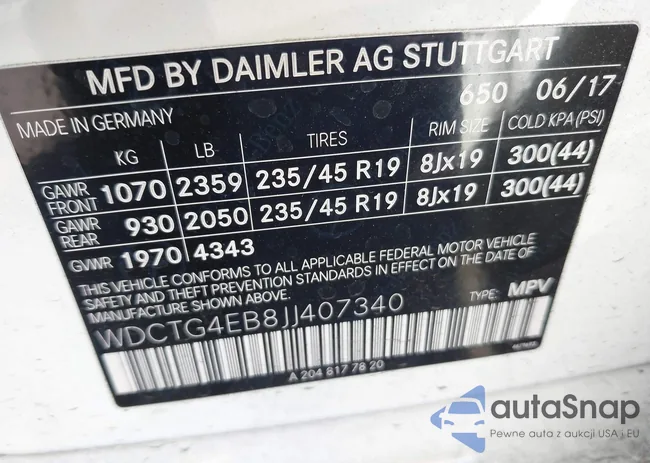 MFD BY DAIMLER AG STUTTGART
650 06/17
MADE IN GERMANY
KG LB TIRES RIM SIZE COLD KPA (PSI)
GAWR FRONT 1070 2359 235/45 R19 8Jx19 300(44)
GAWR REAR 930 2050 235/45 R19 8Jx19 300(44)
GVWR 1970 4343
THIS VEHICLE CONFORMS TO ALL APPLICABLE FEDERAL MOTOR VEHICLE
SAFETY AND THEFT PREVENTION STANDARDS IN EFFECT ON THE DATE OF
MANUFACTURE SHOWN ABOVE.
WDCTG4EB8JJ407340 TYPE: MPV
A 204 817 78 20
autaSnap
Pewne auta z aukcji USA i EU